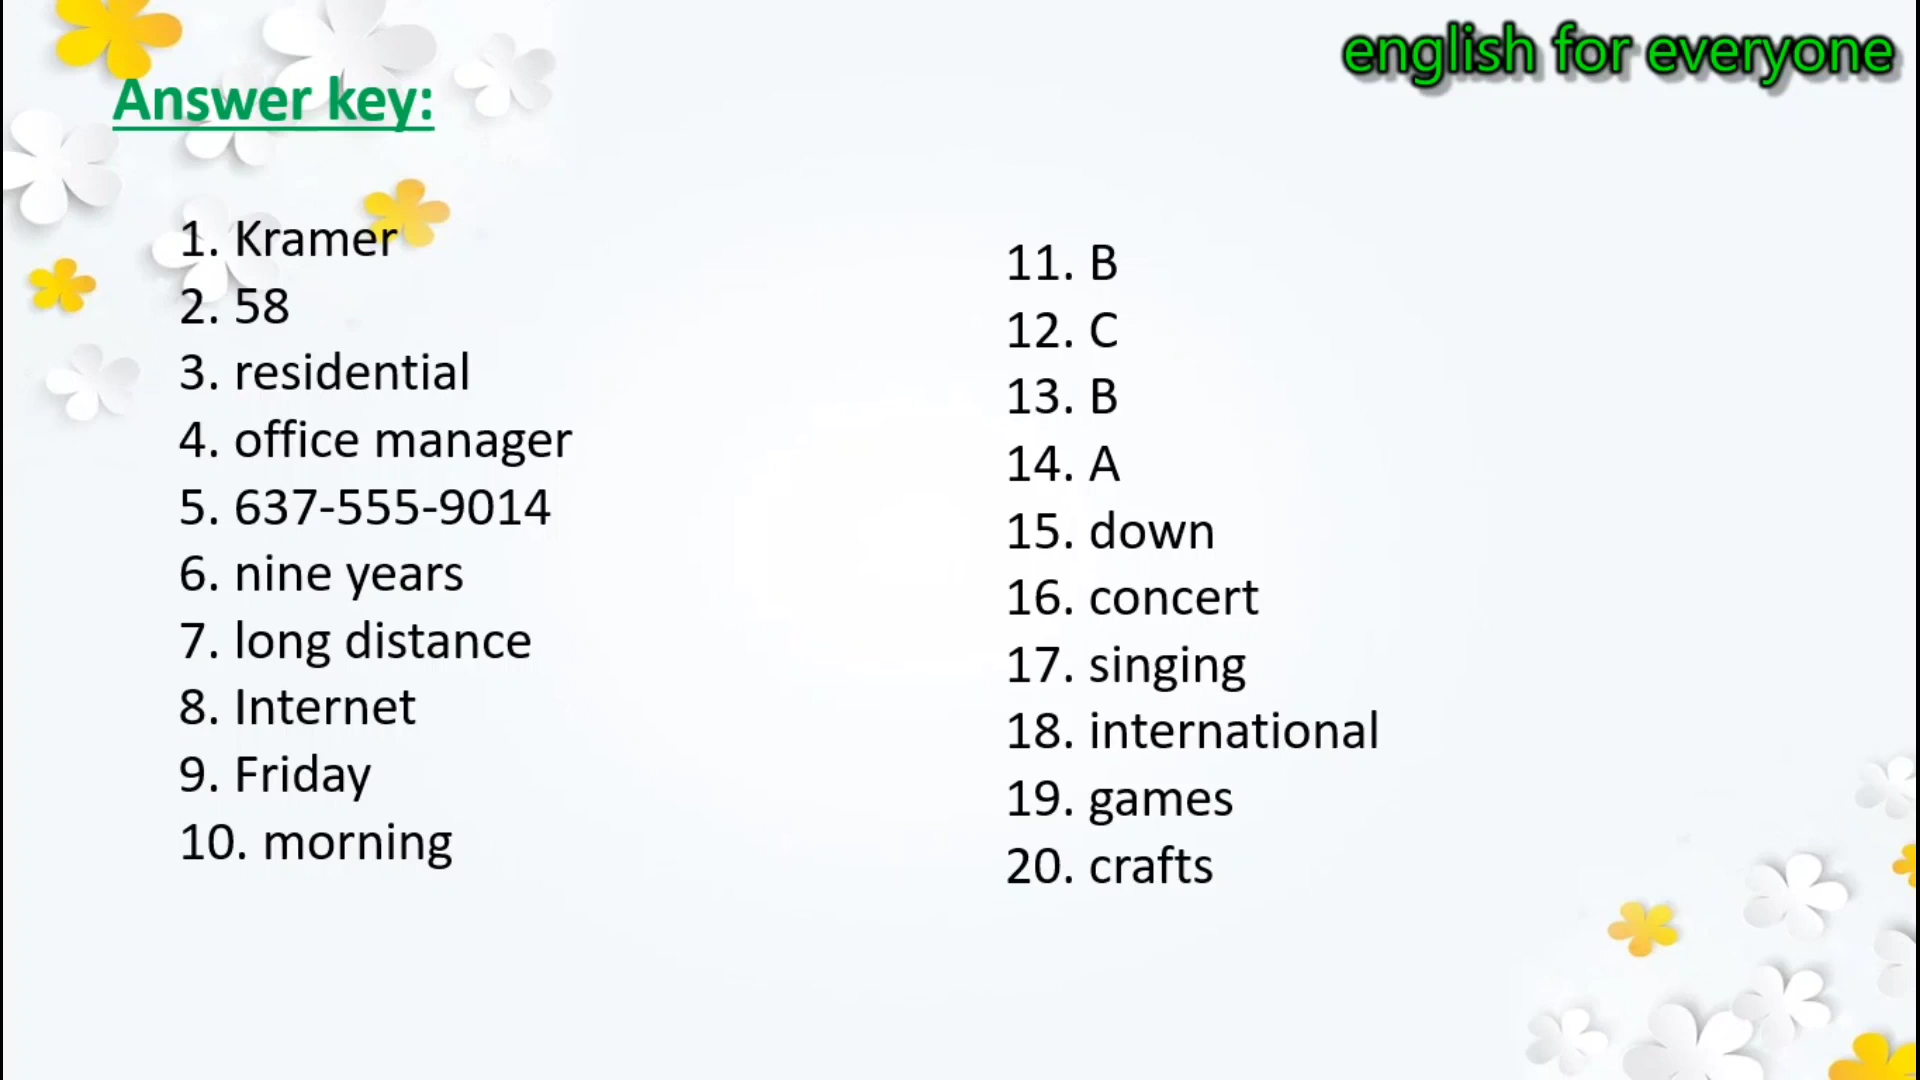 english for everyone
Answer key:
1. Kramer
2. 58
3. residential
4. office manager
5. 637-555-9014
6. nine years
7. long distance
8. Internet
9. Friday
10. morning
11. B
12. C
13. B
14. A
15. down
16. concert
17. singing
18. international
19. games
20. crafts